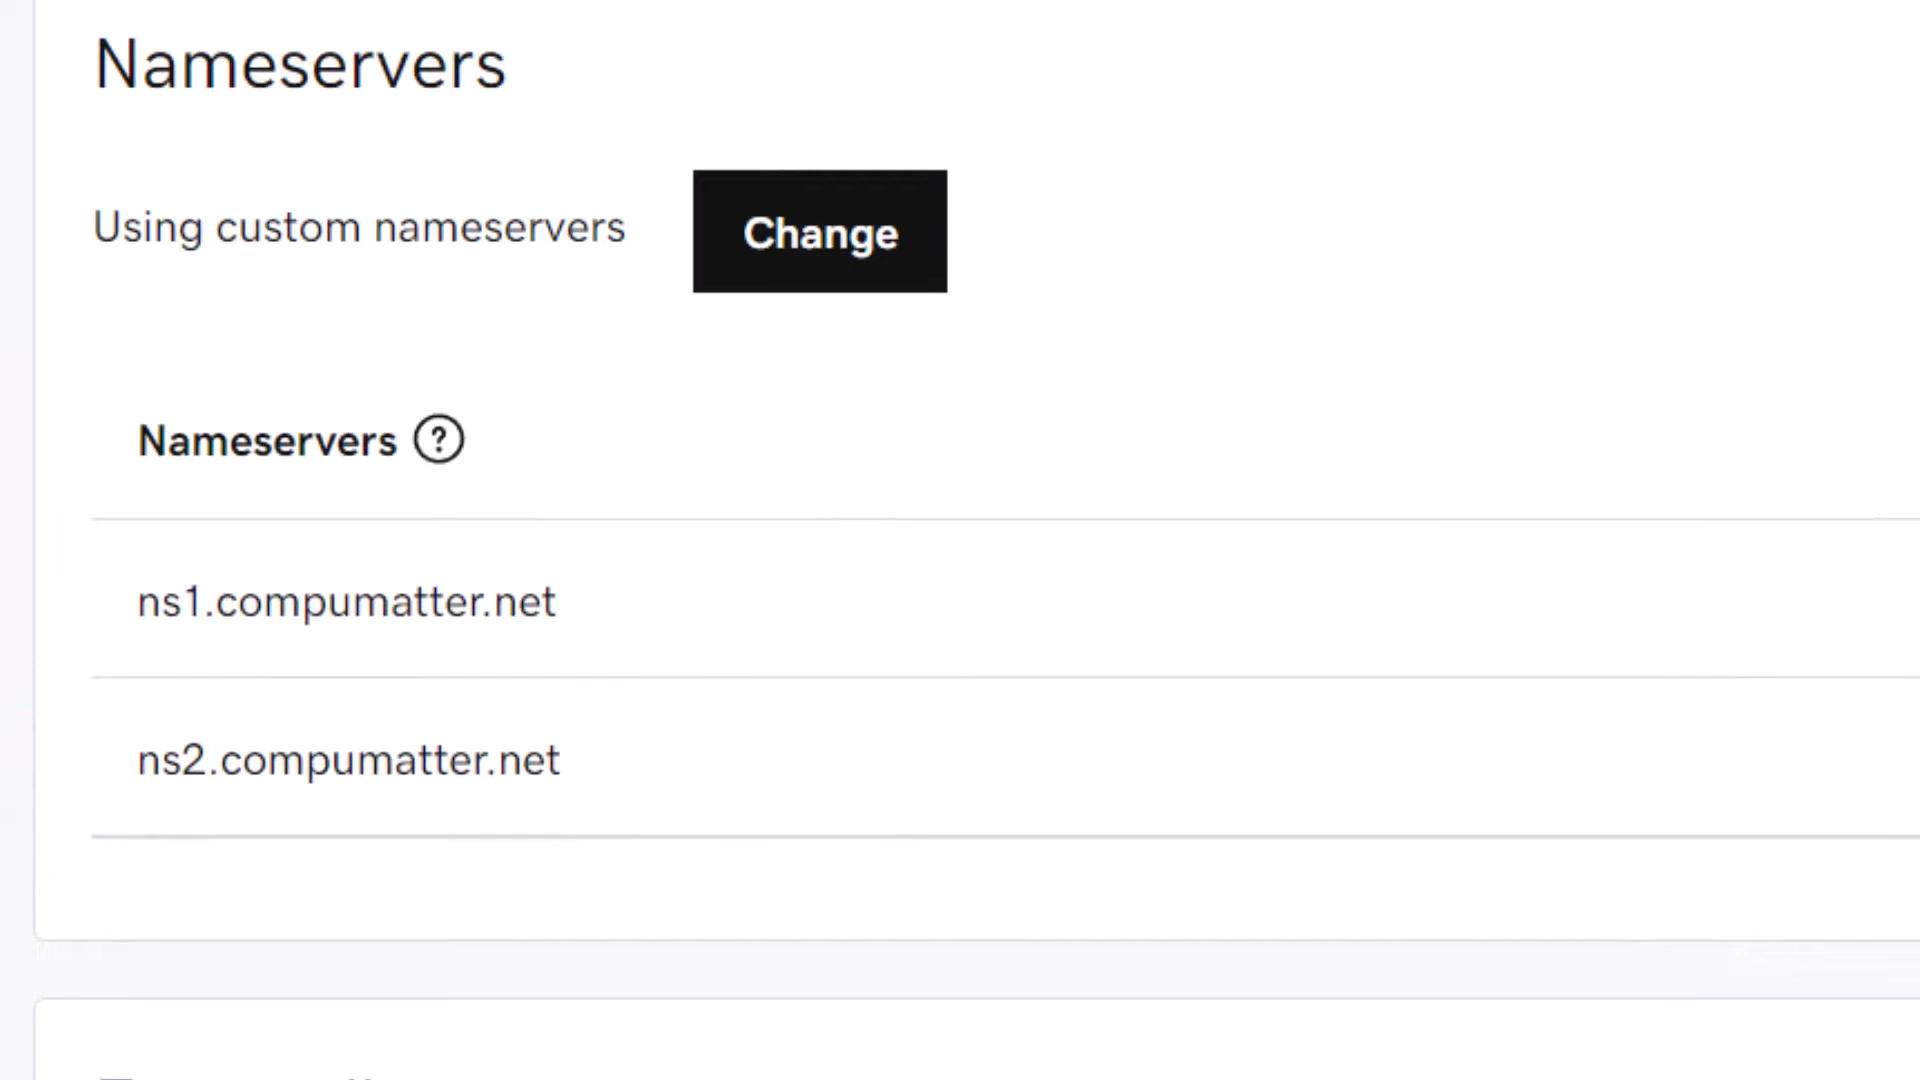 Nameservers
Using custom nameservers
Change
Nameservers ?
ns1.compumatter.net
ns2.compumatter.net